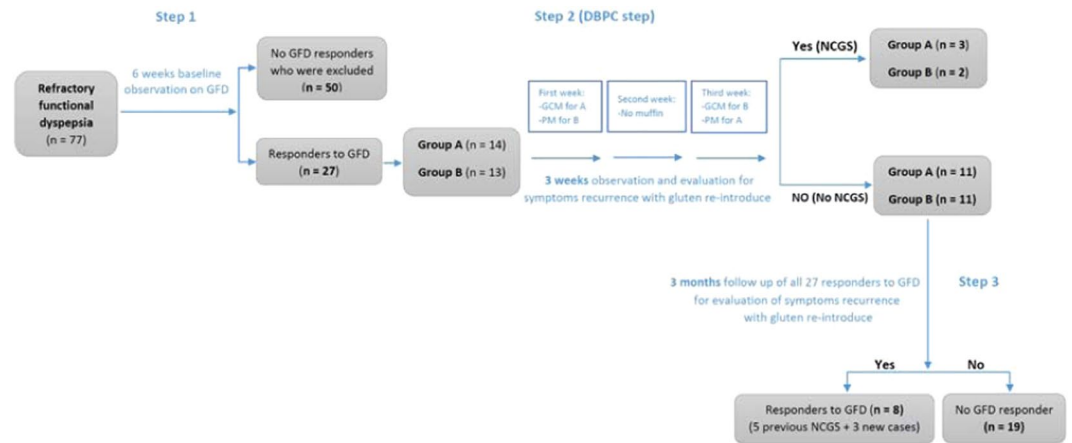 Step 1
Step 2 (DBPC step)
Refractory
functional
dyspepsia
(n = 77)
6 weeks baseline
observation on GFD
No GFD responders
who were excluded
(n = 50)
Responders to GFD
(n = 27)
Group A (n = 14)
Group B (n = 13)
First week:
-GCM for A
-PM for B
Second week:
-No muffin
Third week:
-GCM for B
-PM for A
3 weeks observation and evaluation for
symptoms recurrence with gluten re-introduce
Yes (NCGS)
Group A (n = 3)
Group B (n = 2)
NO (No NCGS)
Group A (n = 11)
Group B (n = 11)
3 months follow up of all 27 responders to GFD
for evaluation of symptoms recurrence
with gluten re-introduce
Step 3
Yes
No
Responders to GFD (n = 8)
(5 previous NCGS + 3 new cases)
No GFD responder
(n = 19)